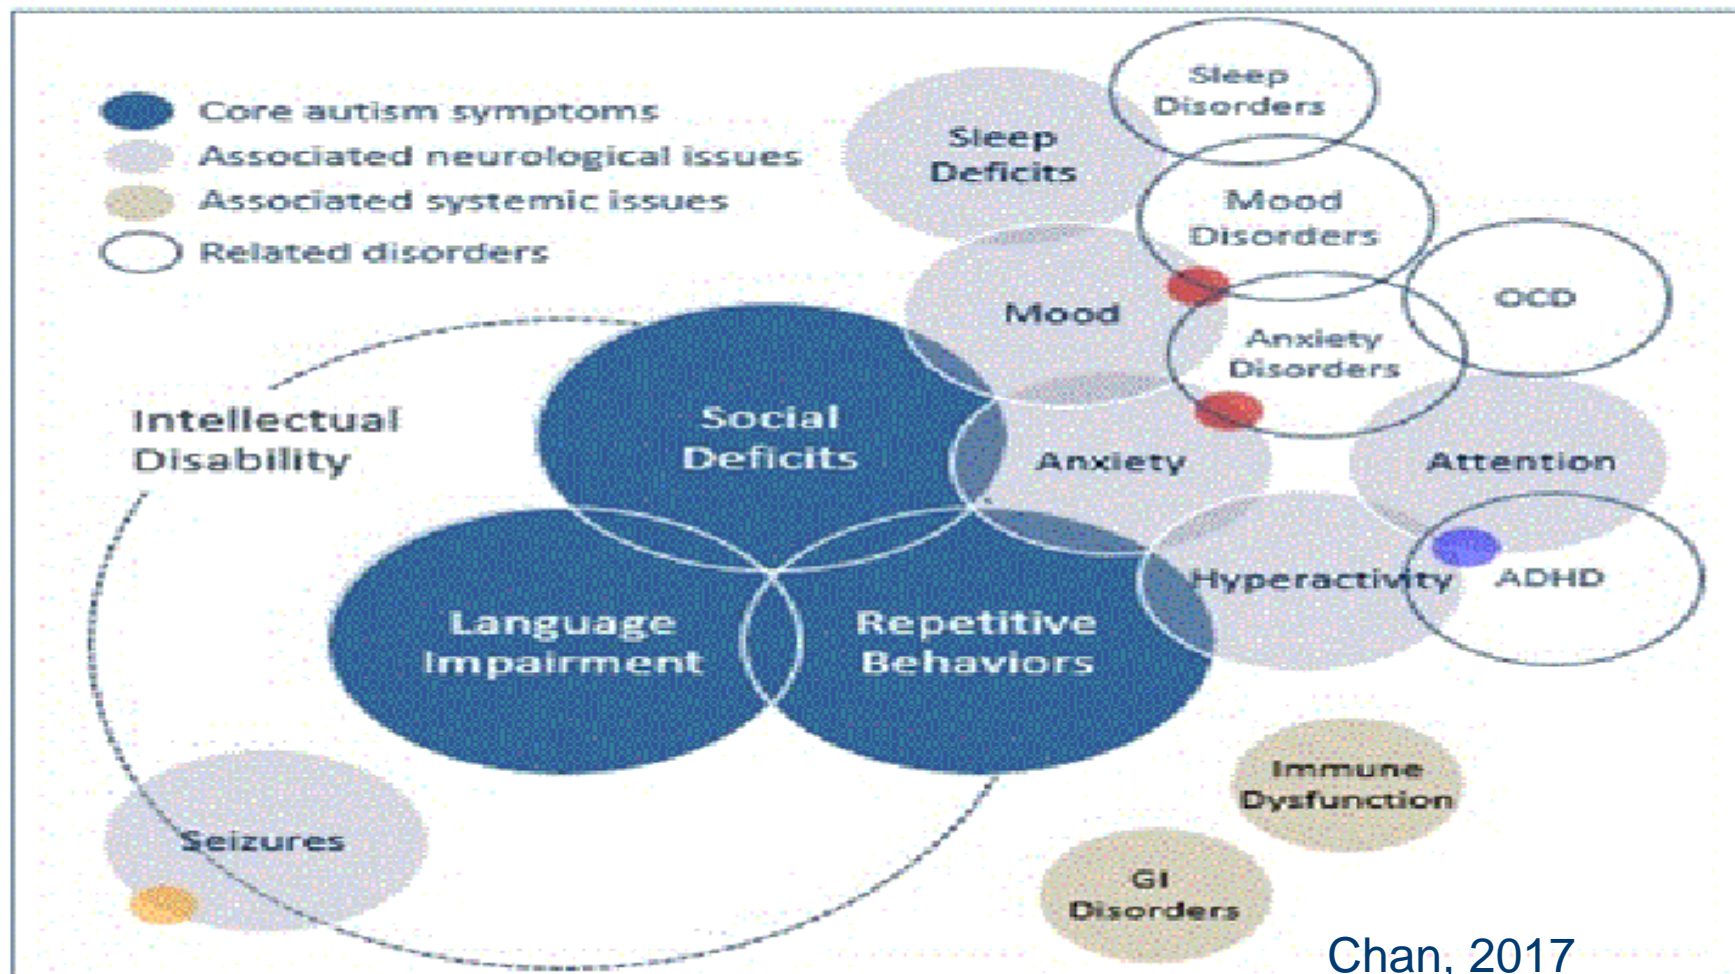 Core autism symptoms
Associated neurological issues
Associated systemic issues
Related disorders
Sleep
Disorders
Sleep
Deficits
Mood
Disorders
Mood
OCD
Anxiety
Disorders
Intellectual
Disability
Social
Deficits
Anxiety
Attention
Language
Impairment
Repetitive
Behaviors
Hyperactivity
ADHD
Seizures
Immune
Dysfunction
GI
Disorders
Chan, 2017